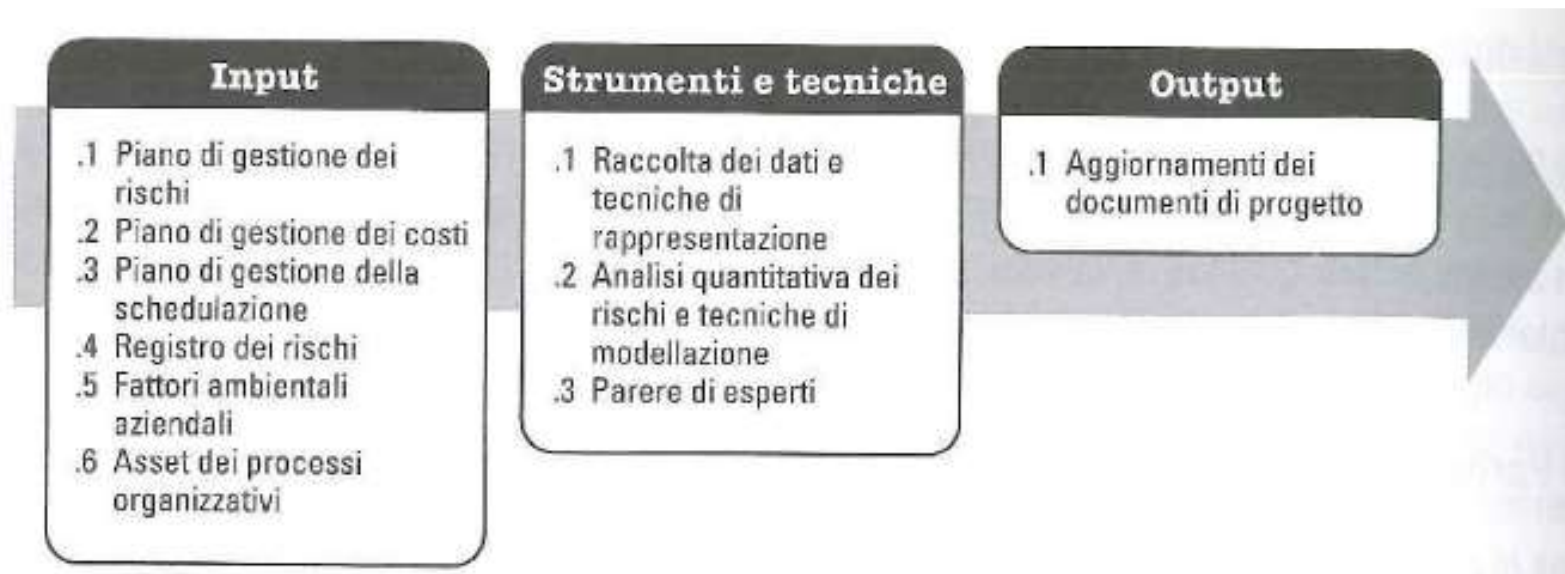 Input
.1 Piano di gestione dei
rischi
.2 Piano di gestione dei costi
.3 Piano di gestione della
schedulazione
.4 Registro dei rischi
.5 Fattori ambientali
aziendali
.6 Asset dei processi
organizzativi
Strumenti e tecniche
.1 Raccolta dei dati e
tecniche di
rappresentazione
.2 Analisi quantitativa dei
rischi e tecniche di
modellazione
.3 Parere di esperti
Output
.1 Aggiornamenti dei
documenti di progetto